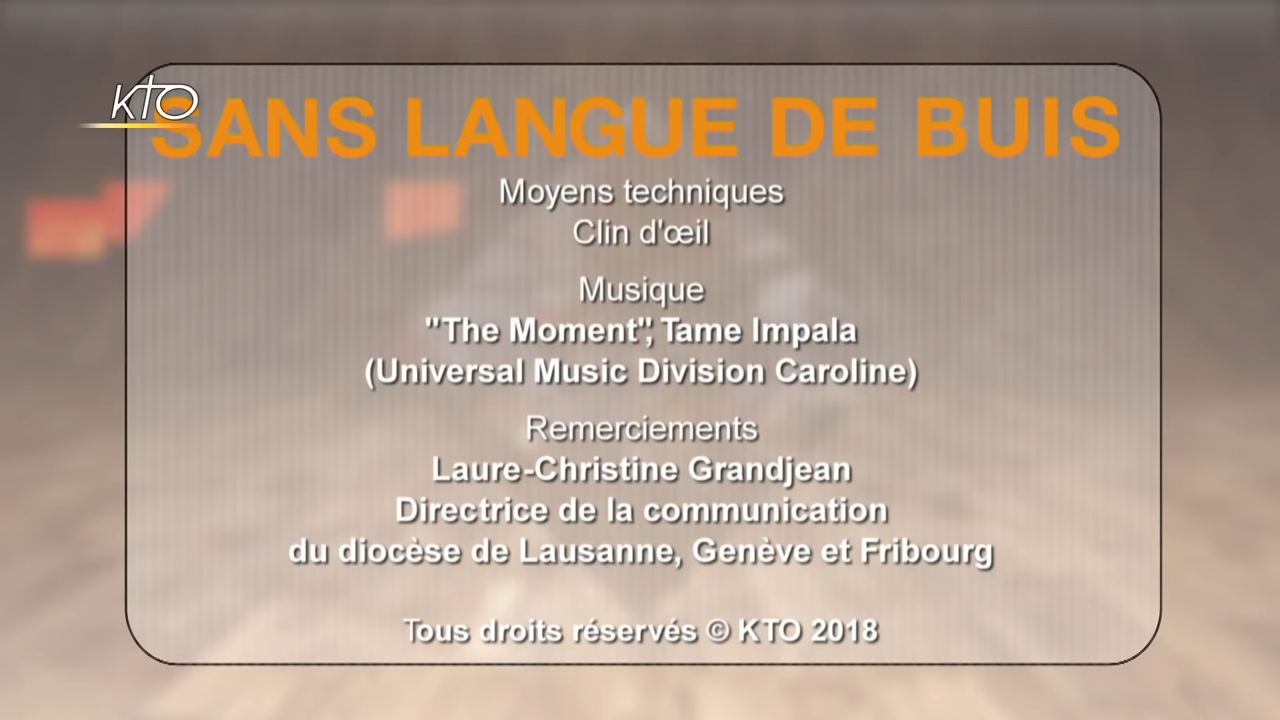 KTO
SANS LANGUE DE BUIS
Moyens techniques
Clin d'œil
Musique
"The Moment", Tame Impala
(Universal Music Division Caroline)
Remerciements
Laure-Christine Grandjean
Directrice de la communication
du diocèse de Lausanne, Genève et Fribourg
Tous droits réservés © KTO 2018